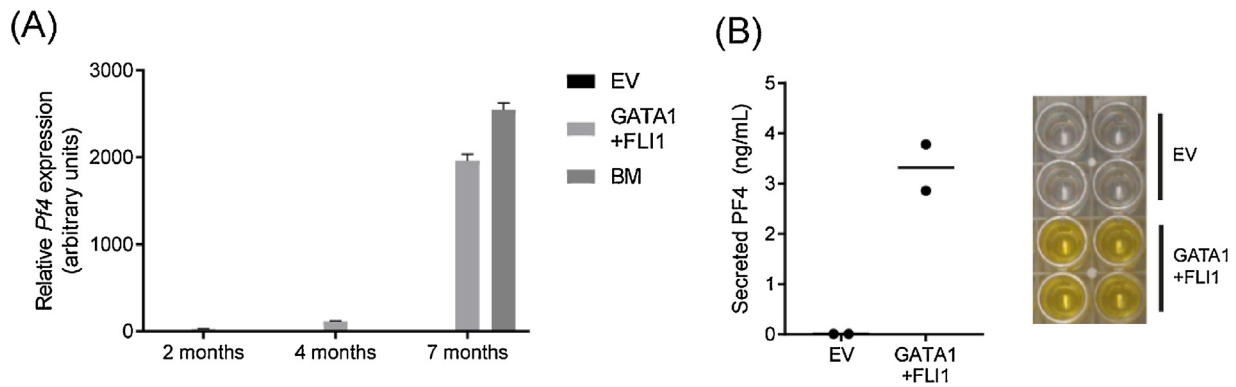 (A)
Relative Pf4 expression
(arbitrary units)
3000
2000
1000
0
2 months
4 months
7 months
EV
GATA1
+FLI1
BM
(B)
Secreted PF4 (ng/mL)
5
4
3
2
1
0
EV
GATA1
+FLI1
EV
GATA1
+FLI1